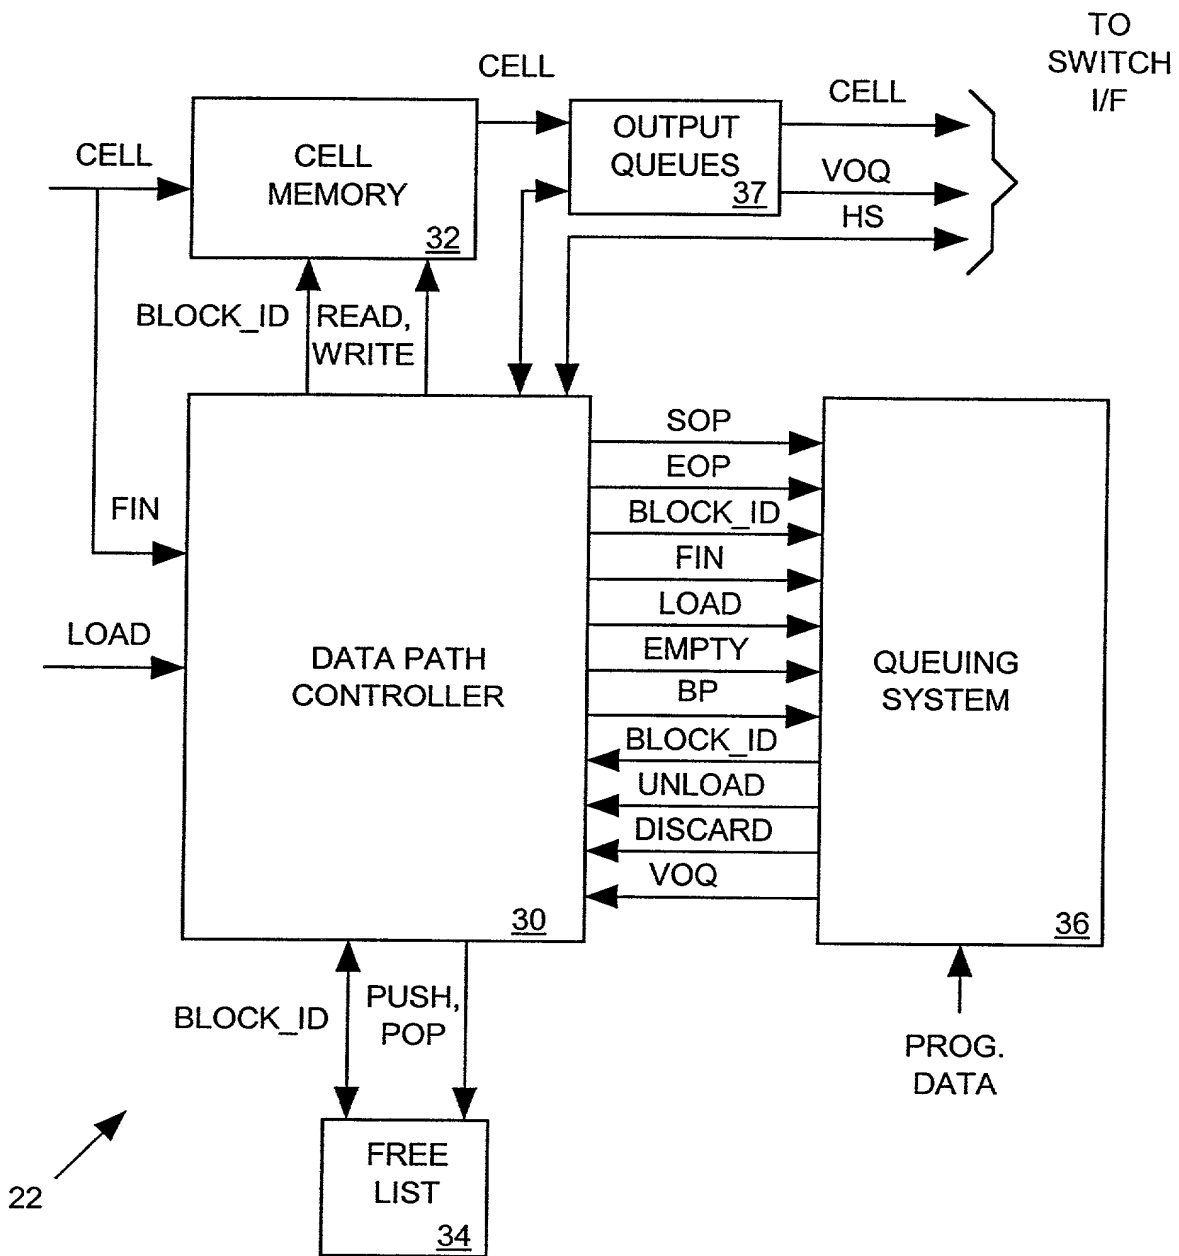 TO
SWITCH
I/F
CELL
CELL
CELL
CELL
MEMORY
32
OUTPUT
QUEUES
37
VOQ
HS
BLOCK_ID
READ,
WRITE
FIN
LOAD
DATA PATH
CONTROLLER
30
SOP
EOP
BLOCK_ID
FIN
LOAD
EMPTY
BP
BLOCK_ID
UNLOAD
DISCARD
VOQ
QUEUING
SYSTEM
36
BLOCK_ID
PUSH,
POP
PROG.
DATA
FREE
LIST
34
22